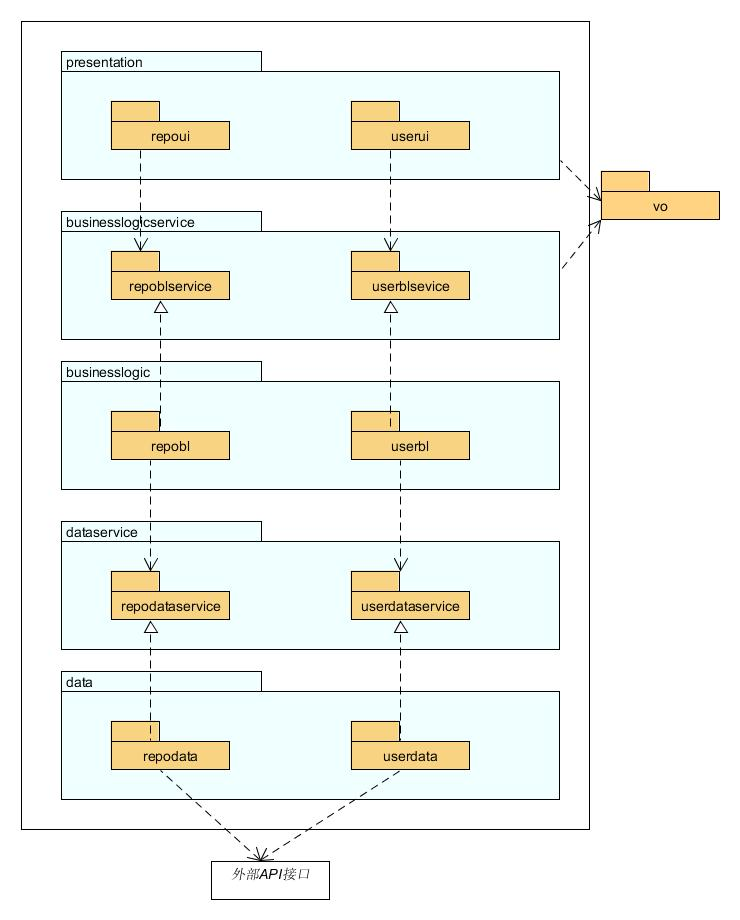 presentation
repoui
userui
vo
businesslogicservice
repoblservice
userblsevice
businesslogic
repobl
userbl
dataservice
repodataservice
userdataservice
data
repodata
userdata
外部API接口